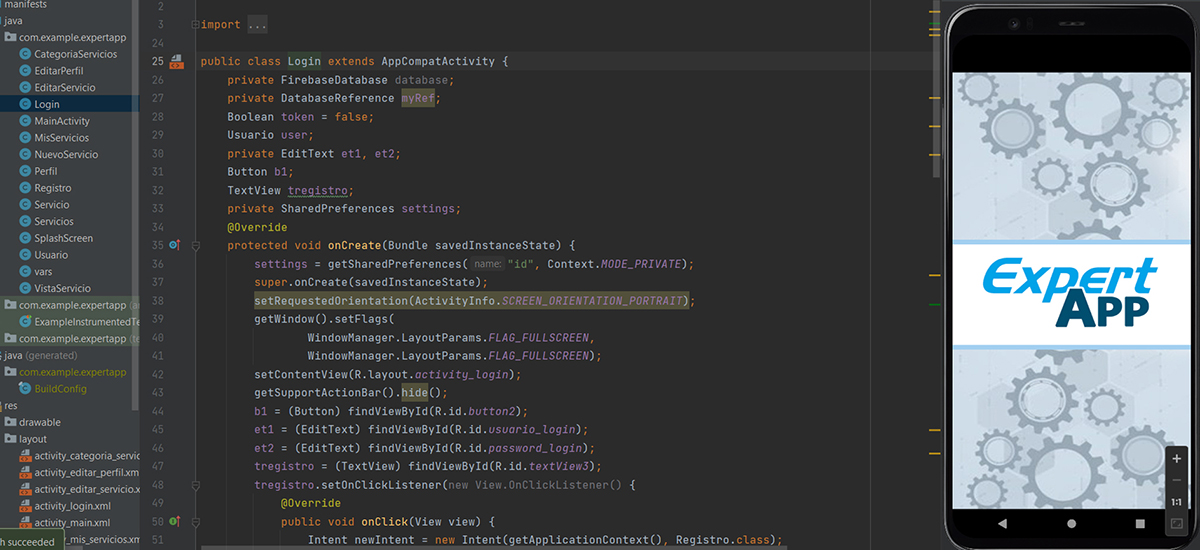 manifests
java
com.example.expertapp
CategoriaServicios
EditarPerfil
EditarServicio
Login
MainActivity
MisServicios
NuevoServicio
Perfil
Registro
Servicio
Servicios
SplashScreen
Usuario
vars
VistaServicio
com.example.expertapp
ExampleInstrumentedTe
com.example.expertapp
java (generated)
com.example.expertapp
BuildConfig
res
drawable
layout
activity_categoria_servic
activity_editar_perfil.xm
activity_editar_servicio.x
activity_login.xml
activity_main.xml
_mis_servicios.xm
h succeeded
2
3 import ...
24
25 public class Login extends AppCompatActivity {
26 private FirebaseDatabase database;
27 private DatabaseReference myRef;
28 Boolean token = false;
29 Usuario user;
30 private EditText et1, et2;
31 Button b1;
32 TextView tregistro;
33 private SharedPreferences settings;
34 @Override
35 protected void onCreate(Bundle savedInstanceState) {
36 settings = getSharedPreferences( name: "id", Context.MODE_PRIVATE);
37 super.onCreate(savedInstanceState);
38 setRequestedOrientation(ActivityInfo.SCREEN_ORIENTATION_PORTRAIT);
39 getWindow().setFlags(
40 WindowManager.LayoutParams.FLAG_FULLSCREEN,
41 WindowManager.LayoutParams.FLAG_FULLSCREEN);
42 setContentView(R.layout.activity_login);
43 getSupportActionBar().hide();
44 b1 = (Button) findViewById(R.id.button2);
45 et1 = (EditText) findViewById(R.id.usuario_login);
46 et2 = (EditText) findViewById(R.id.password_login);
47 tregistro = (TextView) findViewById(R.id.textView3);
48 tregistro.setOnClickListener(new View.OnClickListener() {
49 @Override
50 public void onClick(View view) {
51 Intent newIntent = new Intent(getApplicationContext(), Registro.class);
Expert
APP
1:1